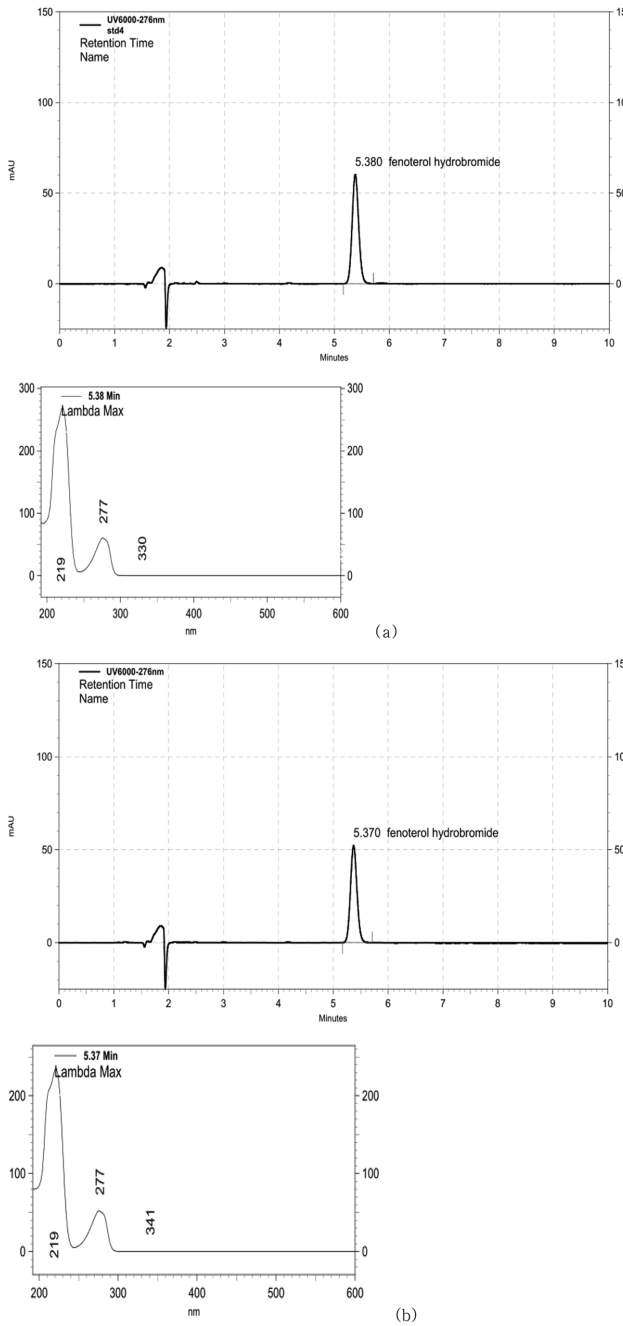 UV6000-276nm
std4
Retention Time
Name
150
150
100
100
50
50
0
0
mAU
5.380 fenoterol hydrobromide
0 1 2 3 4 5 6 7 8 9 10
Minutes
5.38 Min
Lambda Max
300 300
200 200
100 100
0 0
219
277
330
200 300 400 500 600
nm
(a)
UV6000-276nm
Retention Time
Name
150
150
100
100
50
50
0
0
mAU
5.370 fenoterol hydrobromide
0 1 2 3 4 5 6 7 8 9 10
Minutes
5.37 Min
Lambda Max
200 200
100 100
0 0
219
277
341
200 300 400 500 600
nm
(b)